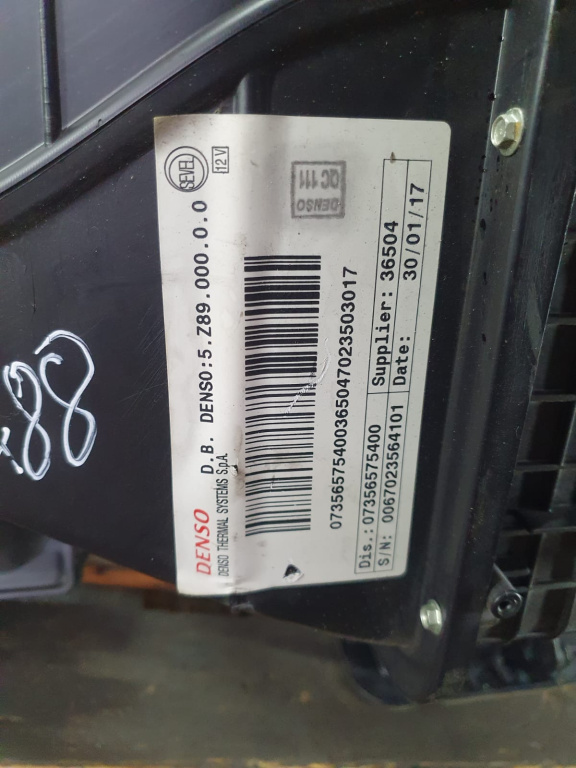 DENSO
DENSO THERMAL SYSTEMS S.p.A.
D.B. DENSO:5.Z89.000.0.0
SEVEL
12V
DENSO
QC 111
07356575400365047023503017
Dis.: 07356575400
Supplier: 36504
S/N: 0067023564101
Date: 30/01/17
88